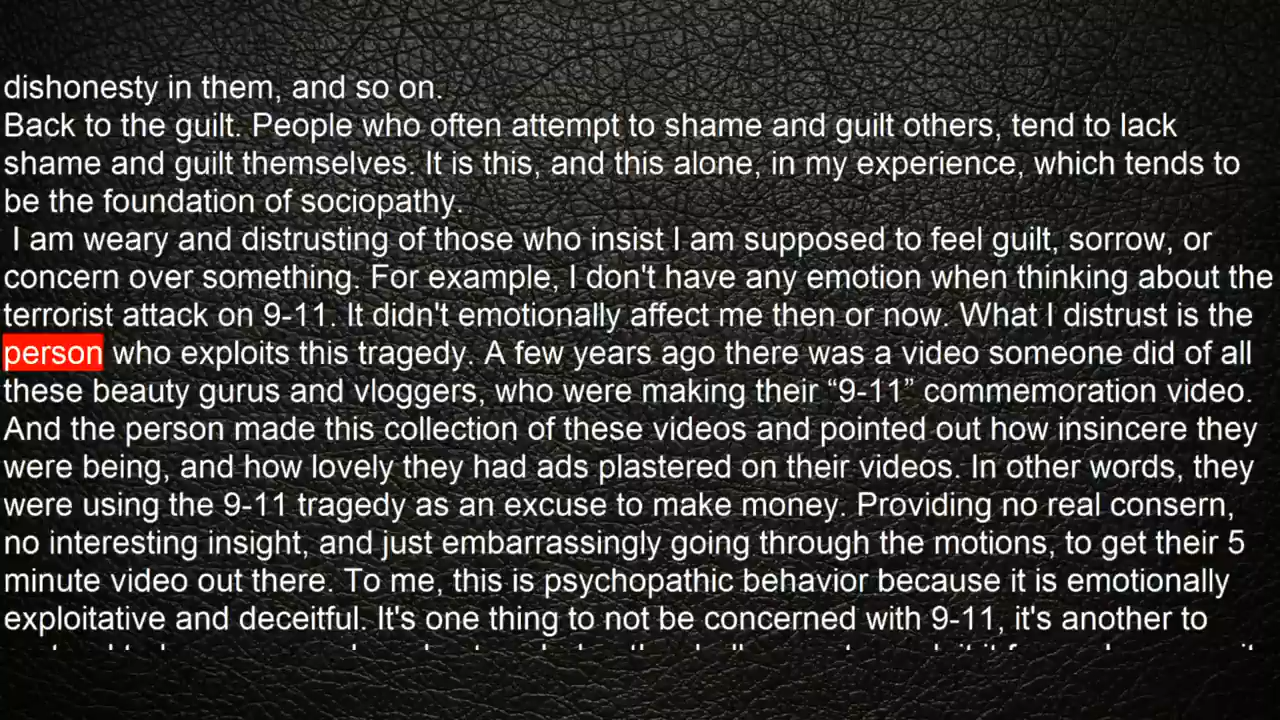 dishonesty in them, and so on.
Back to the guilt. People who often attempt to shame and guilt others, tend to lack
shame and guilt themselves. It is this, and this alone, in my experience, which tends to
be the foundation of sociopathy.
I am weary and distrusting of those who insist I am supposed to feel guilt, sorrow, or
concern over something. For example, I don't have any emotion when thinking about the
terrorist attack on 9-11. It didn't emotionally affect me then or now. What I distrust is the
person who exploits this tragedy. A few years ago there was a video someone did of all
these beauty gurus and vloggers, who were making their “9-11” commemoration video.
And the person made this collection of these videos and pointed out how insincere they
were being, and how lovely they had ads plastered on their videos. In other words, they
were using the 9-11 tragedy as an excuse to make money. Providing no real concern,
no interesting insight, and just embarrassingly going through the motions, to get their 5
minute video out there. To me, this is psychopathic behavior because it is emotionally
exploitative and deceitful. It's one thing to not be concerned with 9-11, it's another to